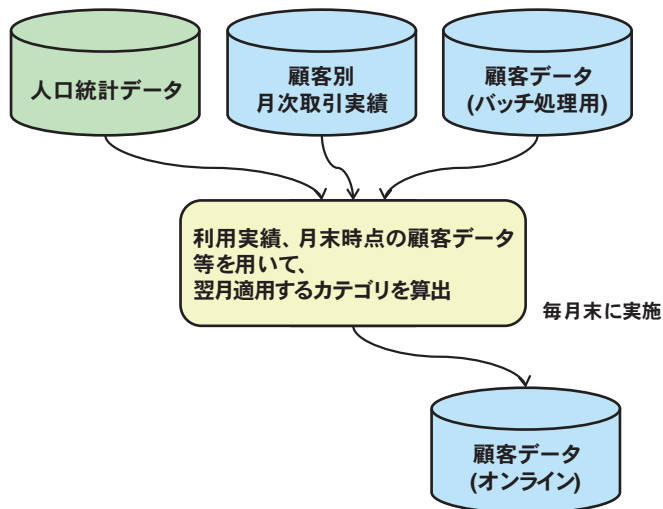 人口統計データ
顧客別
月次取引実績
顧客データ
(バッチ処理用)
利用実績、月末時点の顧客データ
等を用いて、
翌月適用するカテゴリを算出
毎月末に実施
顧客データ
(オンライン)